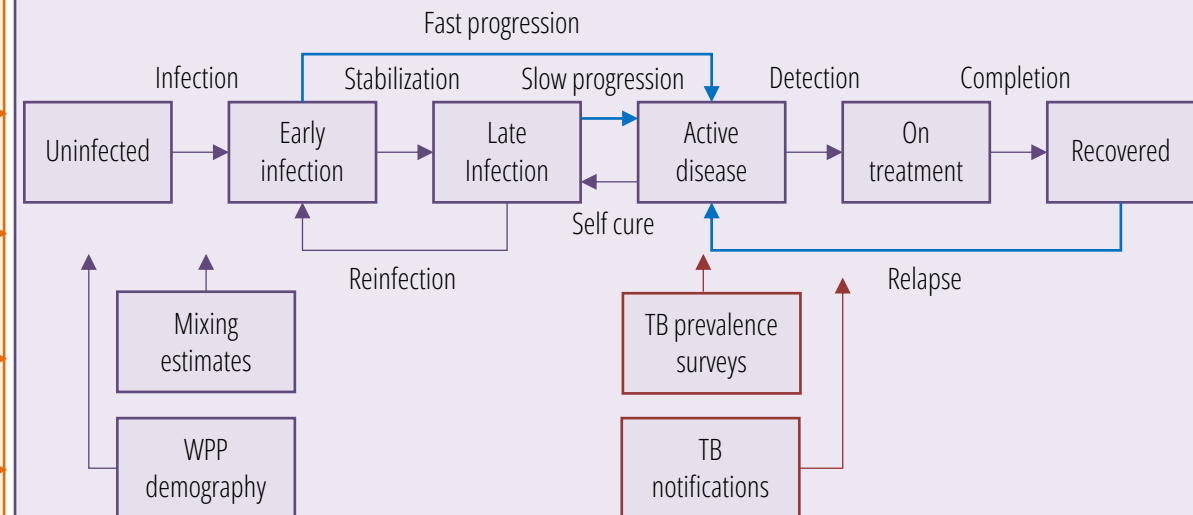 Fast progression
Infection
Stabilization
Slow progression
Detection
Completion
Uninfected
Early
infection
Late
Infection
Active
disease
On
treatment
Recovered
Self cure
Reinfection
Relapse
Mixing
estimates
TB prevalence
surveys
WPP
demography
TB
notifications